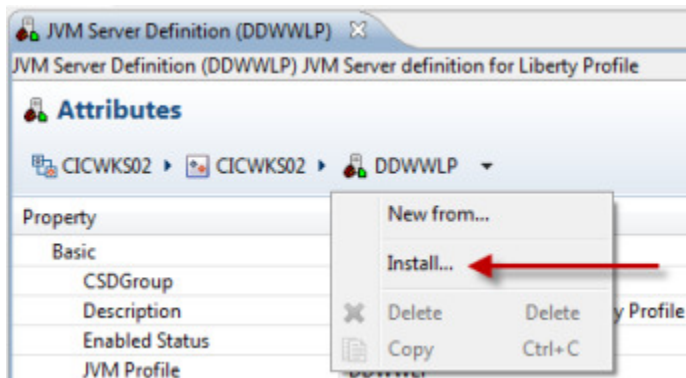 JVM Server Definition (DDWWLP)
JVM Server Definition (DDWWLP) JVM Server definition for Liberty Profile
Attributes
CICWKS02 CICWKS02 DDWWLP
Property
New from...
Basic
Install...
CSDGroup
Description Delete Delete y Profile
Enabled Status
Copy Ctrl+C
JVM Profile DDWWLP